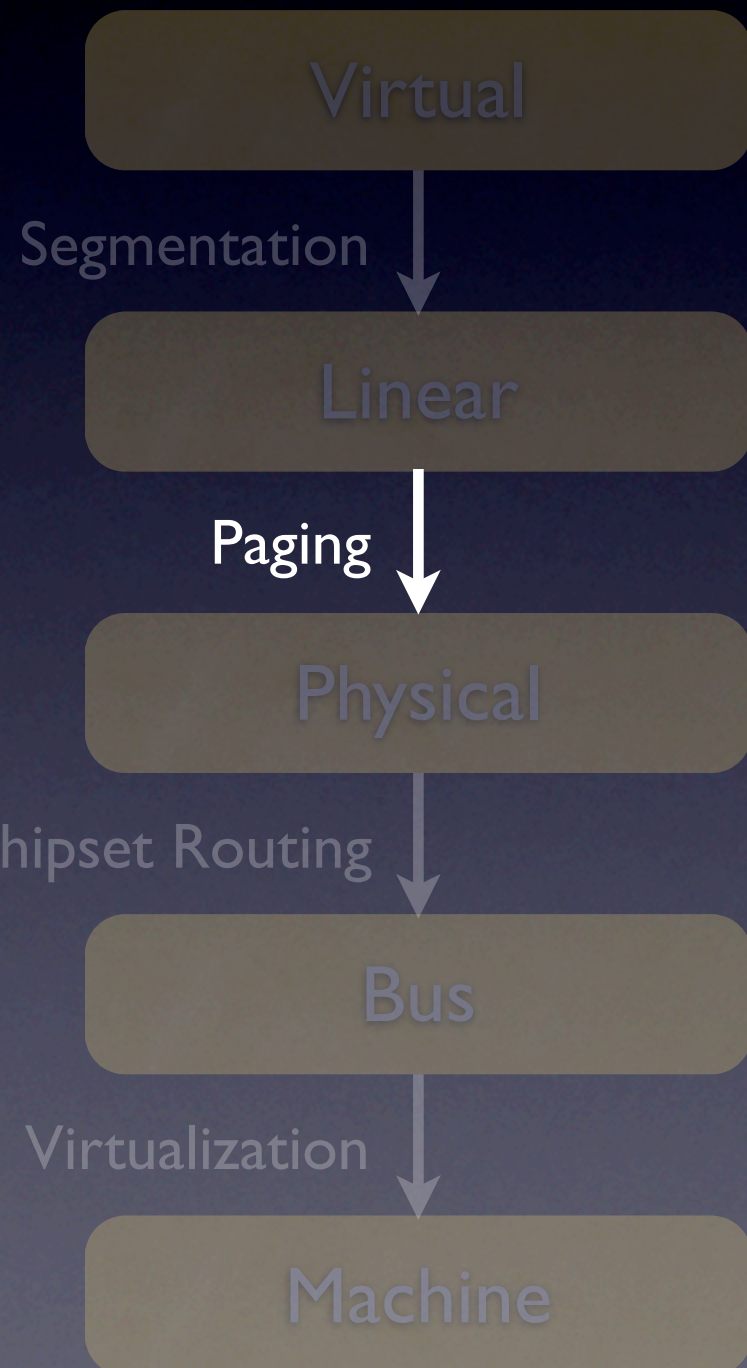 Virtual
Segmentation
Linear
Paging
Physical
hipset Routing
Bus
Virtualization
Machine